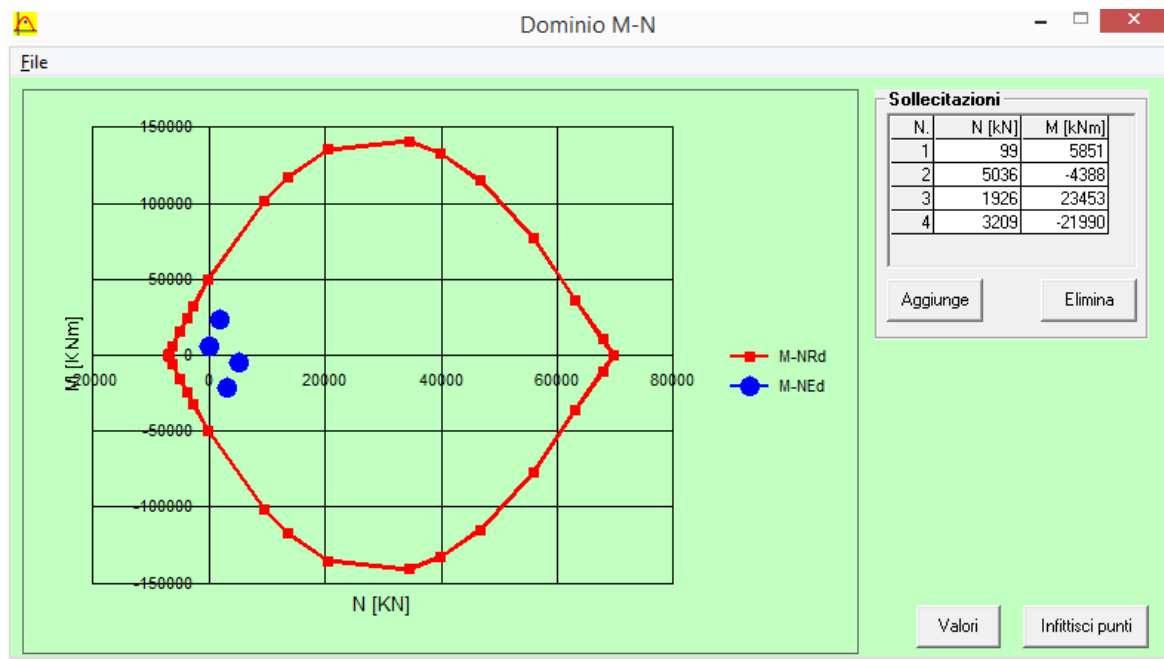 Dominio M-N
File
150000
100000
50000
0
-50000
-100000
-150000
M [KNm]
-20000 0 20000 40000 60000 80000
N [KN]
M-NRd
M-NEd
Sollecitazioni
N. N [kN] M [kNm]
1 99 5851
2 5036 -4388
3 1926 23453
4 3209 -21990
Aggiunge Elimina
Valori Infittisci punti